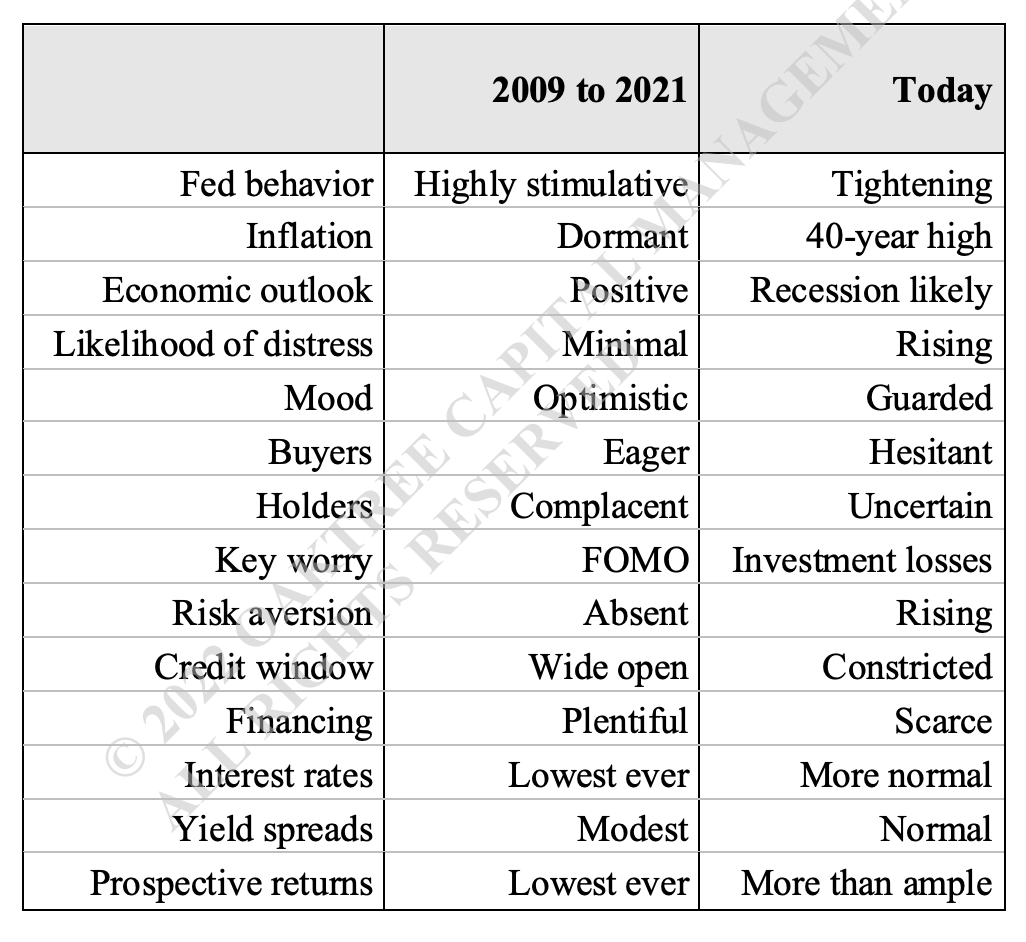 2009 to 2021 Today
Fed behavior Highly stimulative Tightening
Inflation Dormant 40-year high
Economic outlook Positive Recession likely
Likelihood of distress Minimal Rising
Mood Optimistic Guarded
Buyers Eager Hesitant
Holders Complacent Uncertain
Key worry FOMO Investment losses
Risk aversion Absent Rising
Credit window Wide open Constricted
Financing Plentiful Scarce
Interest rates Lowest ever More normal
Yield spreads Modest Normal
Prospective returns Lowest ever More than ample
© 2022 OAKTREE CAPITAL MANAGEME
ALL RIGHTS RESERVED